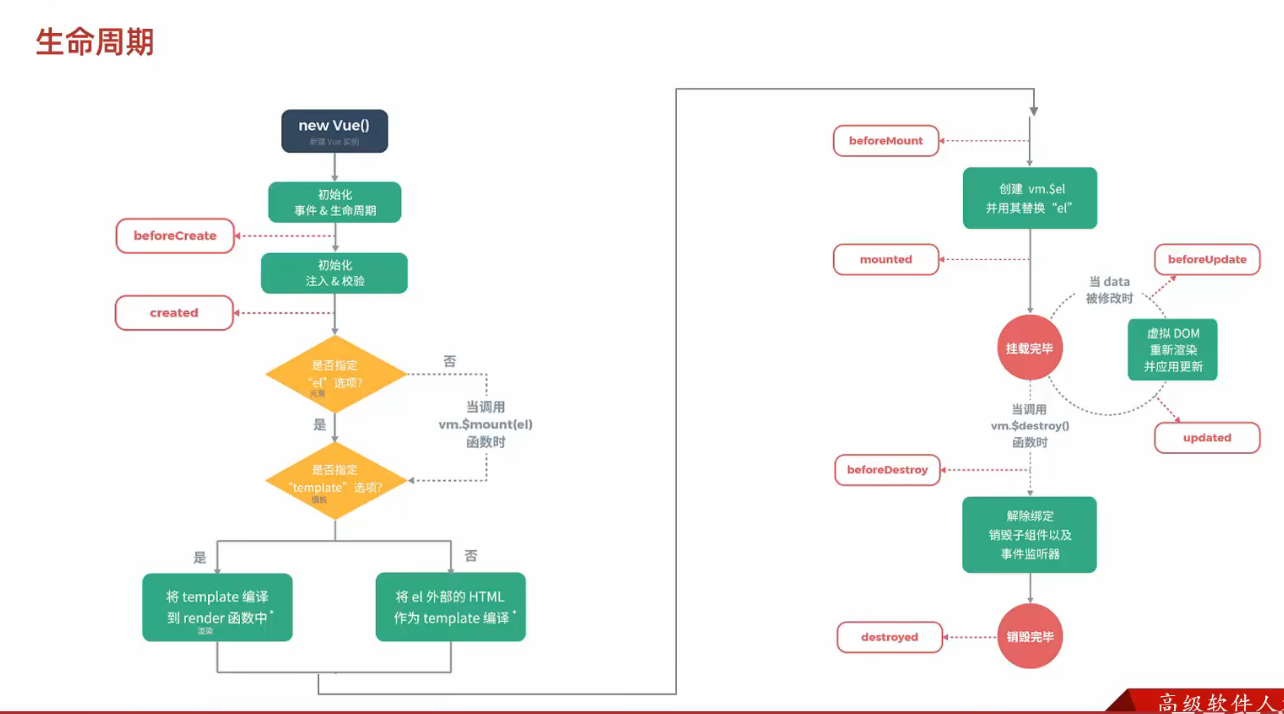 生命周期
new Vue()
新建 Vue 实例
初始化
事件 & 生命周期
beforeCreate
初始化
注入 & 校验
created
是否指定
“el”选项?
元素
否
当调用
vm.$mount(el)
函数时
是
是否指定
“template”选项?
模板
是
否
将 template 编译
到 render 函数中*
渲染
将 el 外部的 HTML
作为 template 编译*
beforeMount
创建 vm.$el
并用其替换“el”
mounted
beforeUpdate
当 data
被修改时
挂载完毕
虚拟 DOM
重新渲染
并应用更新
当调用
vm.$destroy()
函数时
updated
beforeDestroy
解除绑定
销毁子组件以及
事件监听器
destroyed
销毁完毕
高级软件人